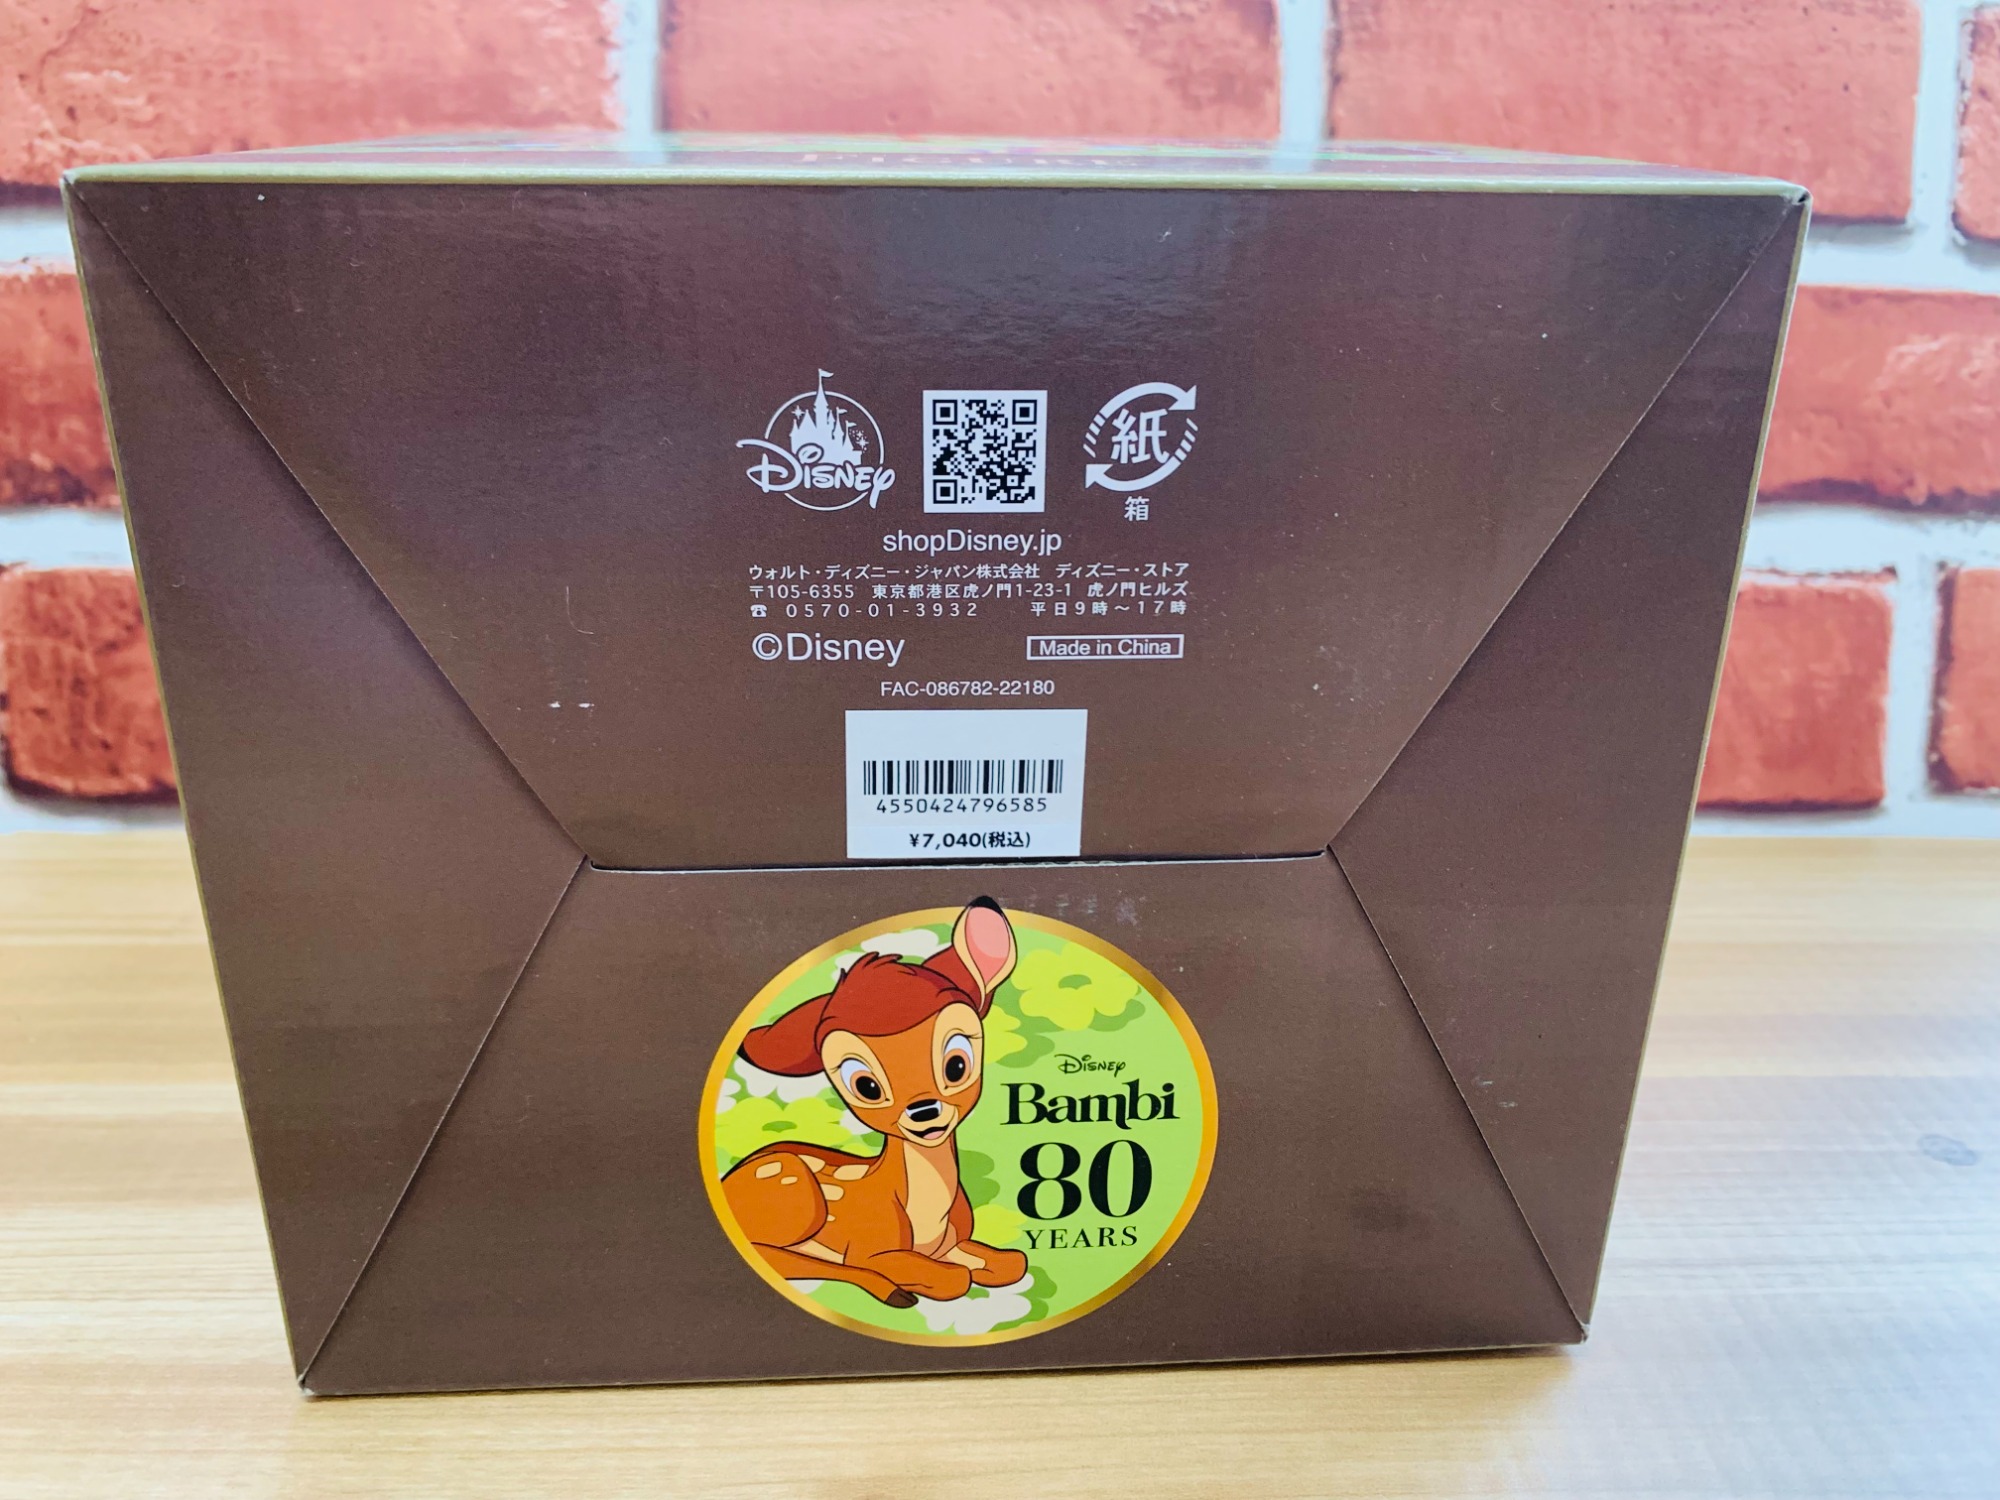 FIGURE
Disney
紙
箱
shopDisney.jp
ウォルト・ディズニー・ジャパン株式会社 ディズニー・ストア
〒105-6355 東京都港区虎ノ門1-23-1 虎ノ門ヒルズ
☎ 0570-01-3932 平日9時〜17時
©Disney Made in China
FAC-086782-22180
4550424796585
¥7,040(税込)
Disney
Bambi
80
YEARS